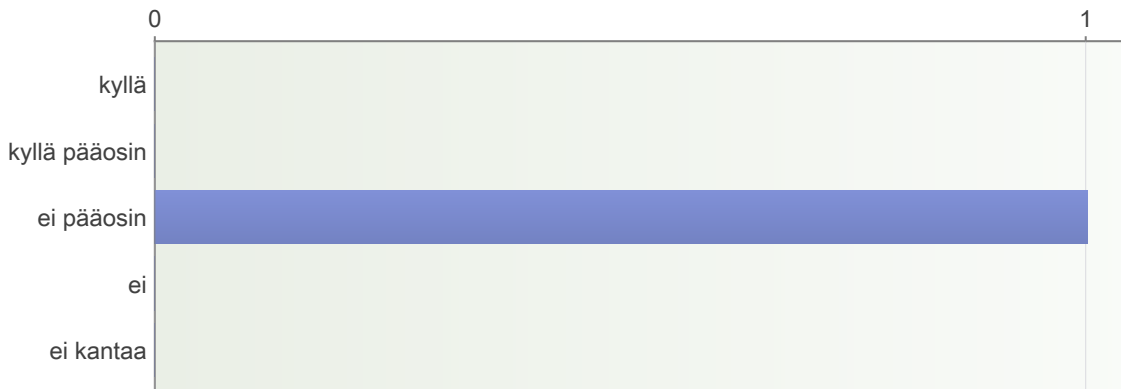 0 1
kyllä
kyllä pääosin
ei pääosin
ei
ei kantaa